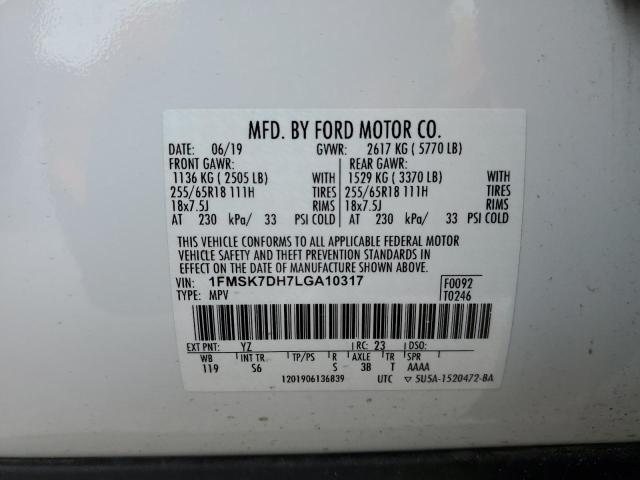 MFD. BY FORD MOTOR CO.
DATE: 06/19 GVWR: 2617 KG ( 5770 LB)
FRONT GAWR: REAR GAWR:
1136 KG ( 2505 LB) WITH 1529 KG ( 3370 LB) WITH
255/65R18 111H TIRES 255/65R18 111H TIRES
18x7.5J RIMS 18x7.5J RIMS
AT 230 kPa/ 33 PSI COLD AT 230 kPa/ 33 PSI COLD
THIS VEHICLE CONFORMS TO ALL APPLICABLE FEDERAL MOTOR
VEHICLE SAFETY AND THEFT PREVENTION STANDARDS IN
EFFECT ON THE DATE OF MANUFACTURE SHOWN ABOVE.
VIN: 1FMSK7DH7LGA10317 F0092
TYPE: MPV T0246
EXT PNT: YZ RC: 23 DSO:
WB INT TR TP/PS R AXLE TR SPR
119 S6 S 3B T AAAA
1201906136839 UTC ▽ 5U5A-1520472-BA